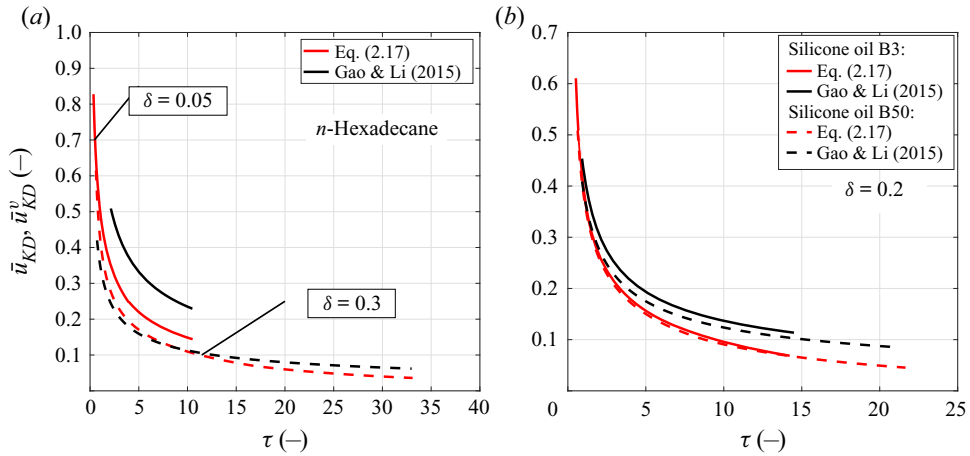 (a)
1.0
0.9
0.8
0.7
0.6
0.5
0.4
0.3
0.2
0.1
0 5 10 15 20 25 30 35 40
τ (–)
ū_KD, ū^v_KD (–)
Eq. (2.17)
Gao & Li (2015)
δ = 0.05
n-Hexadecane
δ = 0.3
(b)
0.7
0.6
0.5
0.4
0.3
0.2
0.1
0
0 5 10 15 20 25
τ (–)
Silicone oil B3:
Eq. (2.17)
Gao & Li (2015)
Silicone oil B50:
Eq. (2.17)
Gao & Li (2015)
δ = 0.2